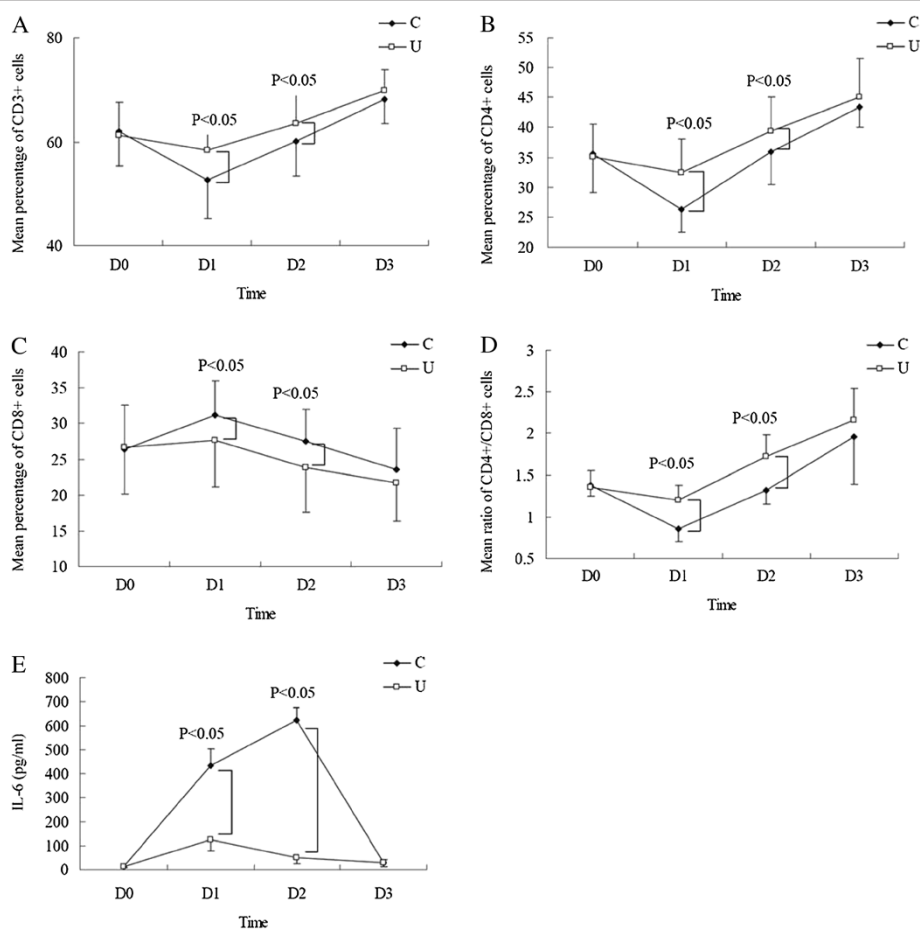 A
C
U
Mean percentage of CD3+ cells
80
60
40
P<0.05
P<0.05
D0 D1 D2 D3
Time
B
C
U
Mean percentage of CD4+ cells
55
50
45
40
35
30
25
20
P<0.05
P<0.05
D0 D1 D2 D3
Time
C
C
U
Mean percentage of CD8+ cells
40
35
30
25
20
15
10
P<0.05
P<0.05
D0 D1 D2 D3
Time
D
C
U
Mean ratio of CD4+/CD8+ cells
3
2.5
2
1.5
1
0.5
P<0.05
P<0.05
D0 D1 D2 D3
Time
E
C
U
IL-6 (pg/ml)
800
700
600
500
400
300
200
100
0
P<0.05
P<0.05
D0 D1 D2 D3
Time